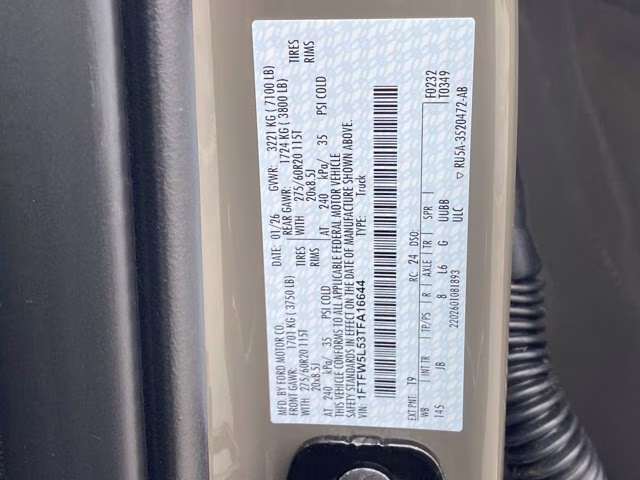 MFD. BY FORD MOTOR CO.
DATE: 01/26
GVWR: 3221 KG ( 7100 LB)
FRONT GAWR: 1701 KG ( 3750 LB)
REAR GAWR: 1724 KG ( 3800 LB)
WITH 275/60R20 115T TIRES
WITH 275/60R20 115T TIRES
20x8.5J RIMS
20x8.5J RIMS
AT 240 kPa/ 35 PSI COLD
AT 240 kPa/ 35 PSI COLD
THIS VEHICLE CONFORMS TO ALL APPLICABLE FEDERAL MOTOR VEHICLE
SAFETY STANDARDS IN EFFECT ON THE DATE OF MANUFACTURE SHOWN ABOVE.
VIN: 1FTFW5L53TFA16644
Truck
F0232
T0349
EXT PNT: T9 RC: 24 DSO:
WB INT TR TP/PS R AXLE TR SPR
145 JB 8 L6 G UUBB
ULC
2202601081893
▽ RU5A-3520472-AB